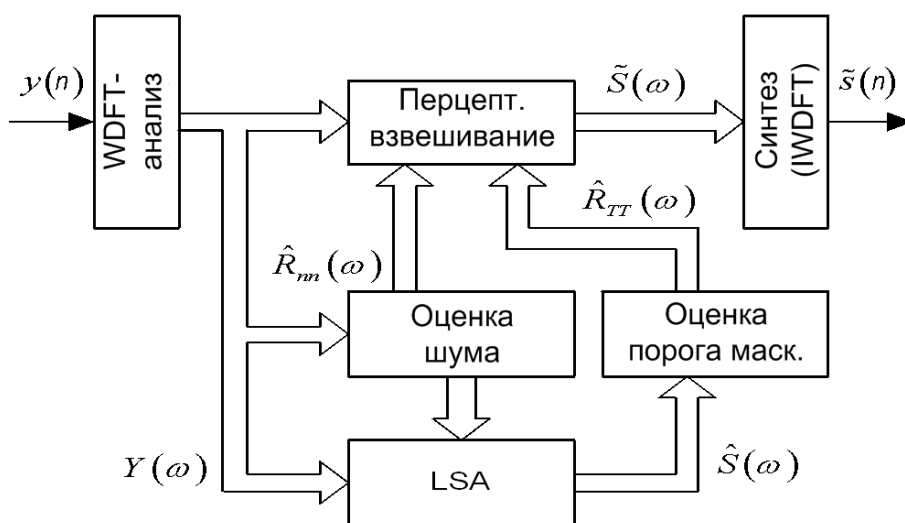 y(n)
WDFT-
анализ
Перцепт.
взвешивание
S̃(ω)
Синтез
(IWDFT)
s̃(n)
R̂_TT(ω)
R̂_nn(ω)
Оценка
шума
Оценка
порога маск.
Y(ω)
LSA
Ŝ(ω)